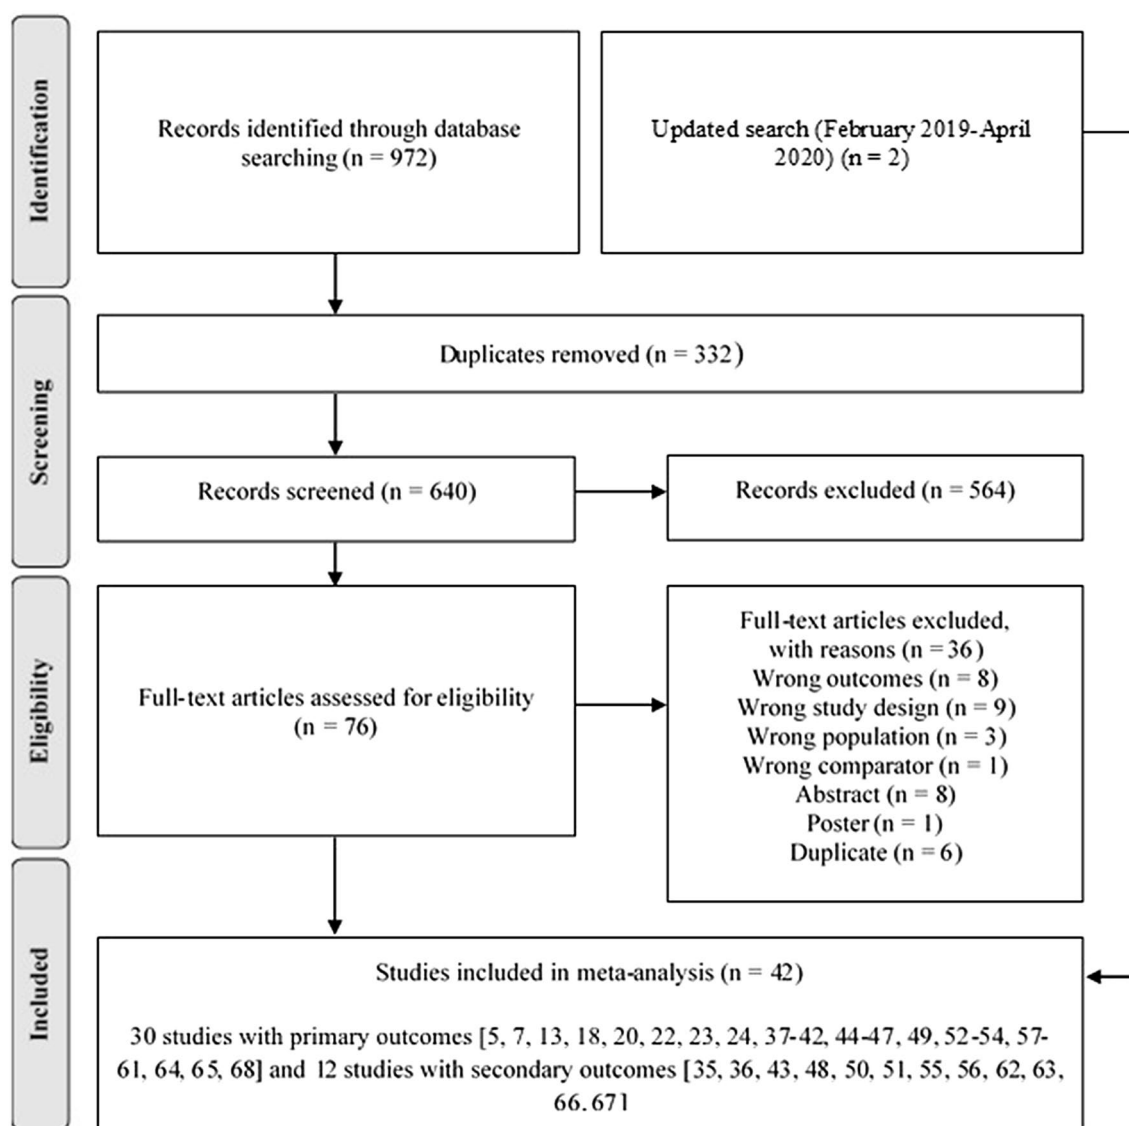 Identification
Records identified through database
searching (n = 972)
Updated search (February 2019-April
2020) (n = 2)
Screening
Duplicates removed (n = 332)
Records screened (n = 640)
Records excluded (n = 564)
Eligibility
Full-text articles assessed for eligibility
(n = 76)
Full-text articles excluded,
with reasons (n = 36)
Wrong outcomes (n = 8)
Wrong study design (n = 9)
Wrong population (n = 3)
Wrong comparator (n = 1)
Abstract (n = 8)
Poster (n = 1)
Duplicate (n = 6)
Included
Studies included in meta-analysis (n = 42)
30 studies with primary outcomes [5, 7, 13, 18, 20, 22, 23, 24, 37-42, 44-47, 49, 52-54, 57-
61, 64, 65, 68] and 12 studies with secondary outcomes [35, 36, 43, 48, 50, 51, 55, 56, 62, 63,
66, 67]